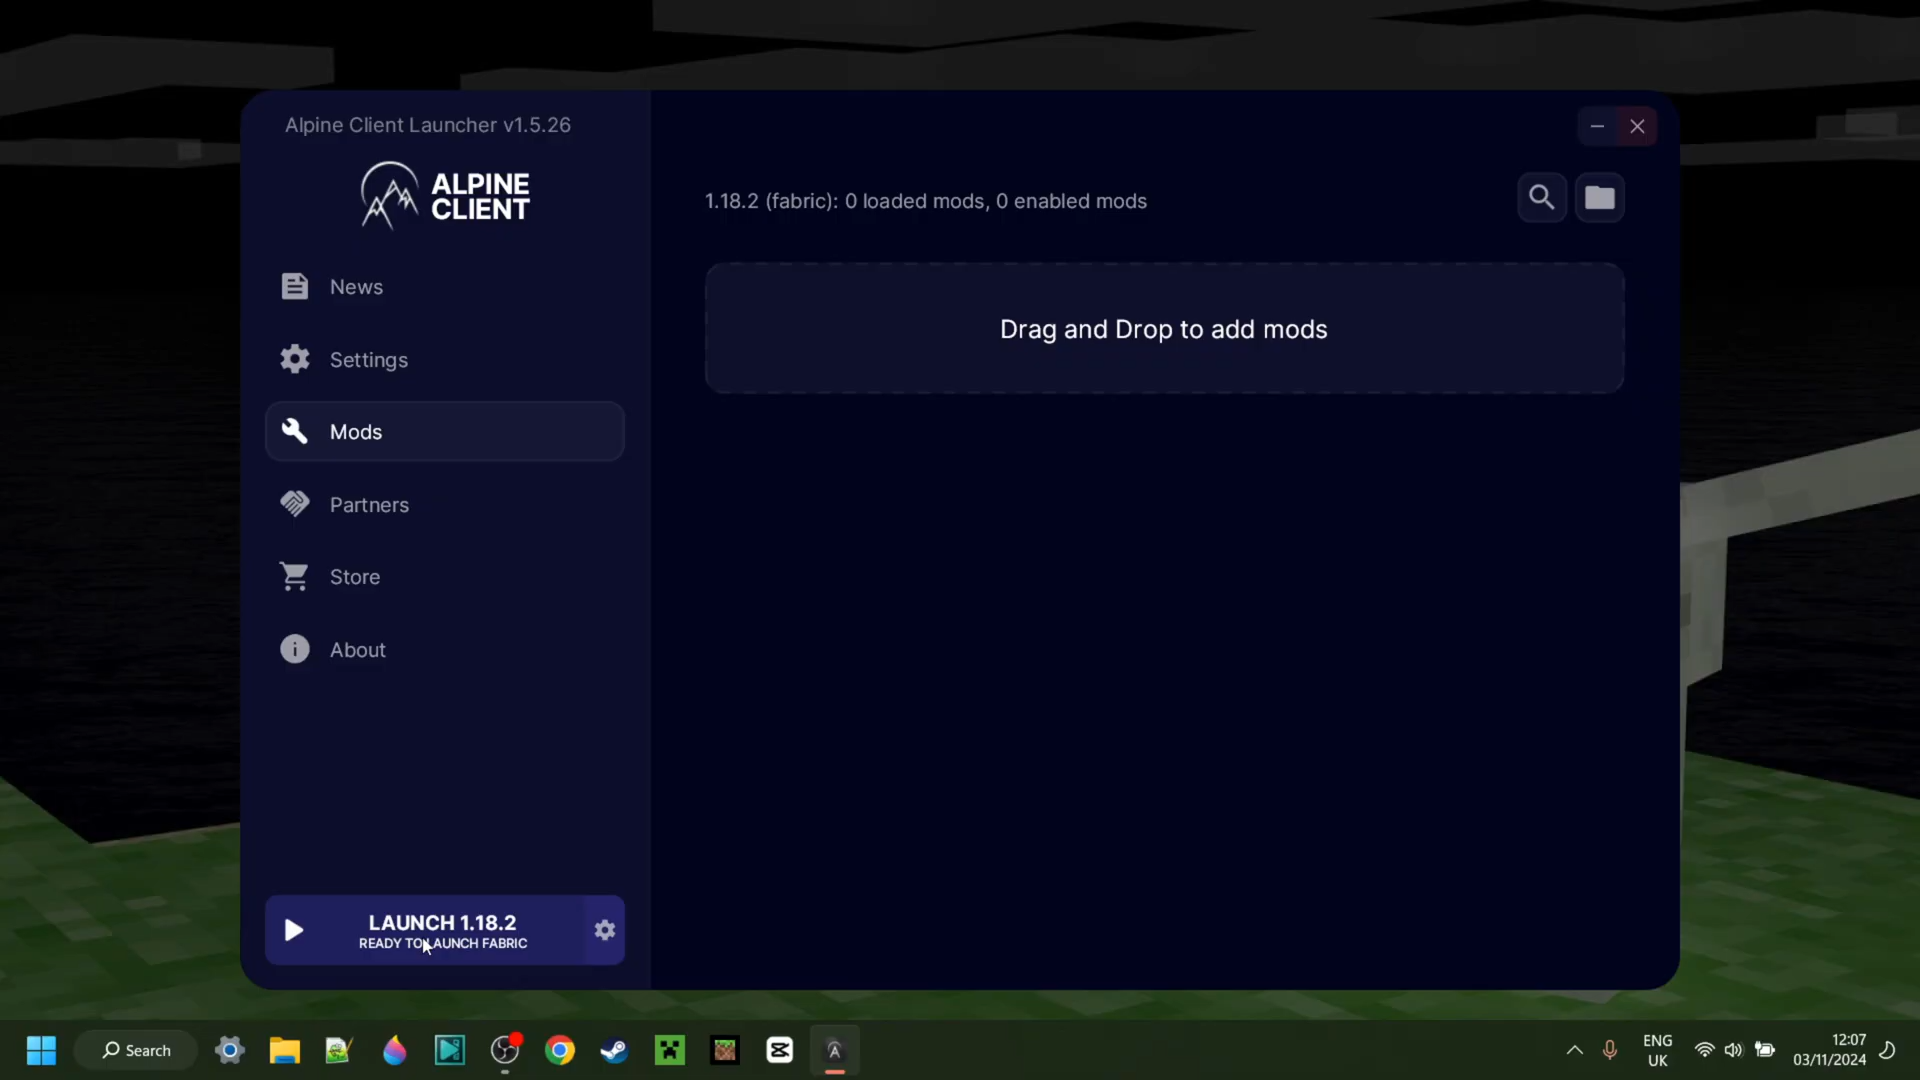 Alpine Client Launcher v1.5.26
ALPINE
CLIENT
News
Settings
Mods
Partners
Store
About
LAUNCH 1.18.2
READY TO LAUNCH FABRIC
1.18.2 (fabric): 0 loaded mods, 0 enabled mods
Drag and Drop to add mods
Search
ENG
UK
12:07
03/11/2024